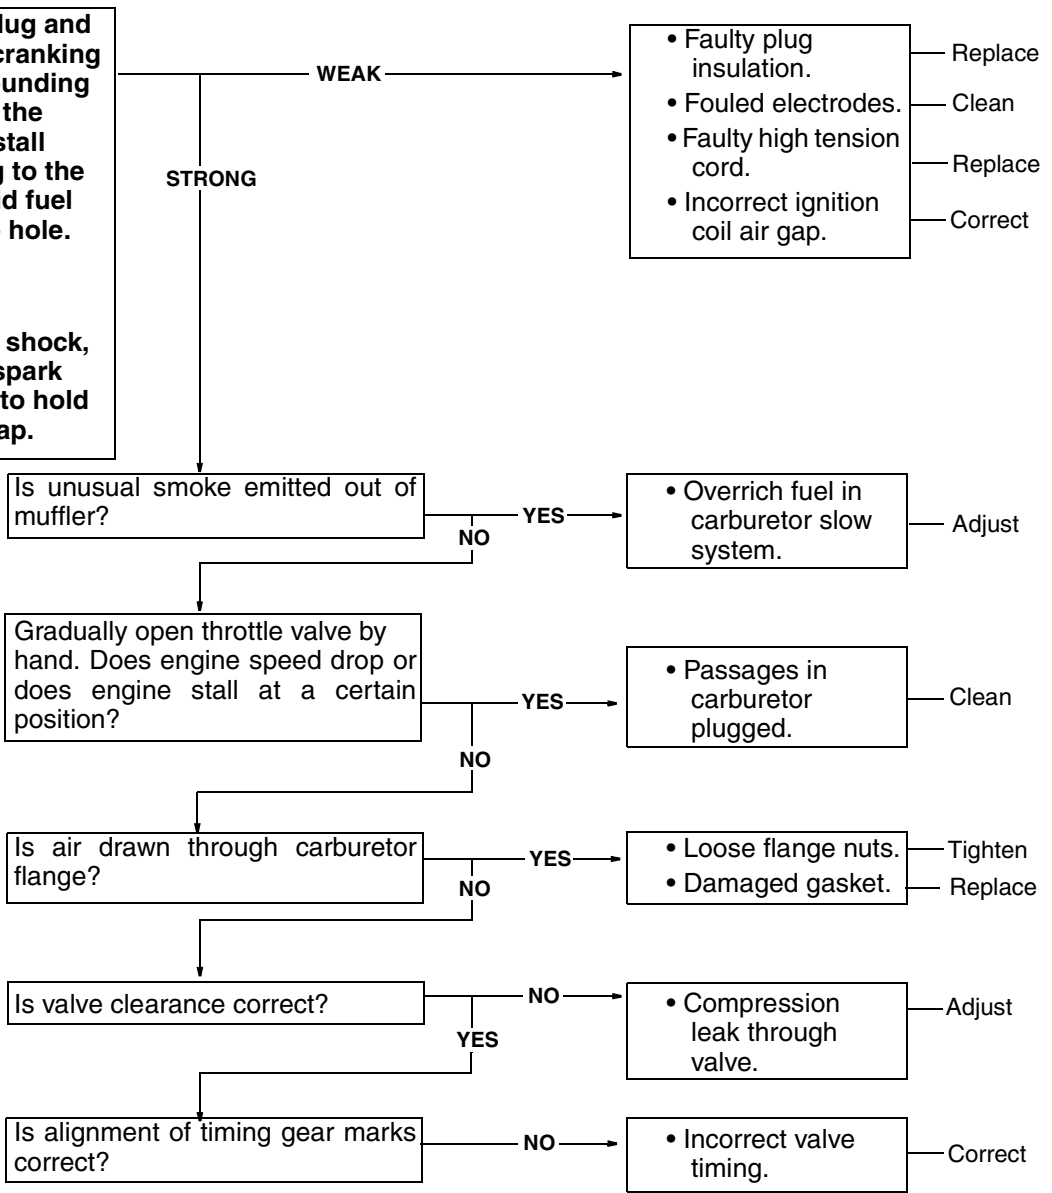 plug and
cranking
the
stall
to the
fuel
hole.
shock,
spark
to hold
WEAK
STRONG
• Faulty plug
insulation.
• Fouled electrodes.
• Faulty high tension
cord.
• Incorrect ignition
coil air gap.
Replace
Clean
Replace
Correct
Is unusual smoke emitted out of
muffler?
YES
NO
• Overrich fuel in
carburetor slow
system.
Adjust
Gradually open throttle valve by
hand. Does engine speed drop or
does engine stall at a certain
position?
YES
NO
• Passages in
carburetor
plugged.
Clean
Is air drawn through carburetor
flange?
YES
NO
• Loose flange nuts.
• Damaged gasket.
Tighten
Replace
Is valve clearance correct?
NO
YES
• Compression
leak through
valve.
Adjust
Is alignment of timing gear marks
correct?
NO
• Incorrect valve
timing.
Correct